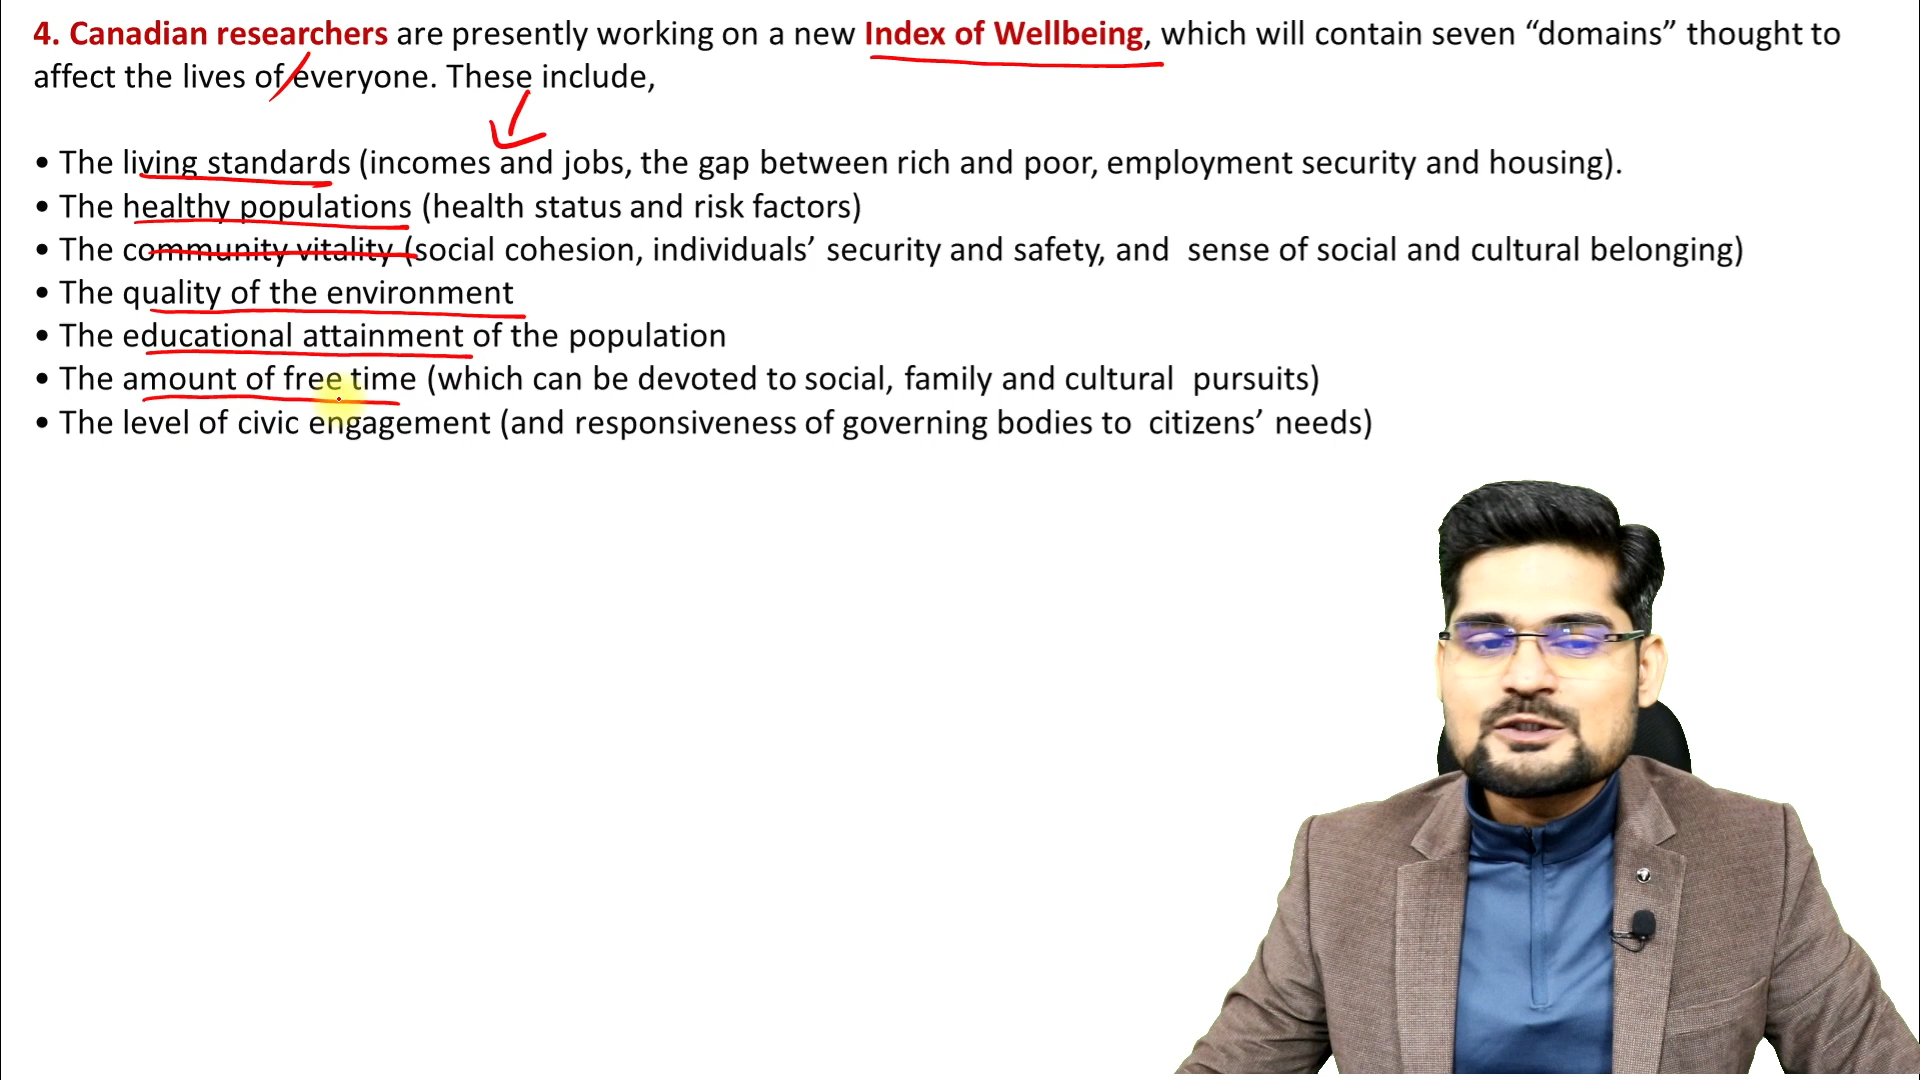 4. Canadian researchers are presently working on a new Index of Wellbeing, which will contain seven “domains” thought to
affect the lives of everyone. These include,
• The living standards (incomes and jobs, the gap between rich and poor, employment security and housing).
• The healthy populations (health status and risk factors)
• The community vitality (social cohesion, individuals’ security and safety, and sense of social and cultural belonging)
• The quality of the environment
• The educational attainment of the population
• The amount of free time (which can be devoted to social, family and cultural pursuits)
• The level of civic engagement (and responsiveness of governing bodies to citizens’ needs)